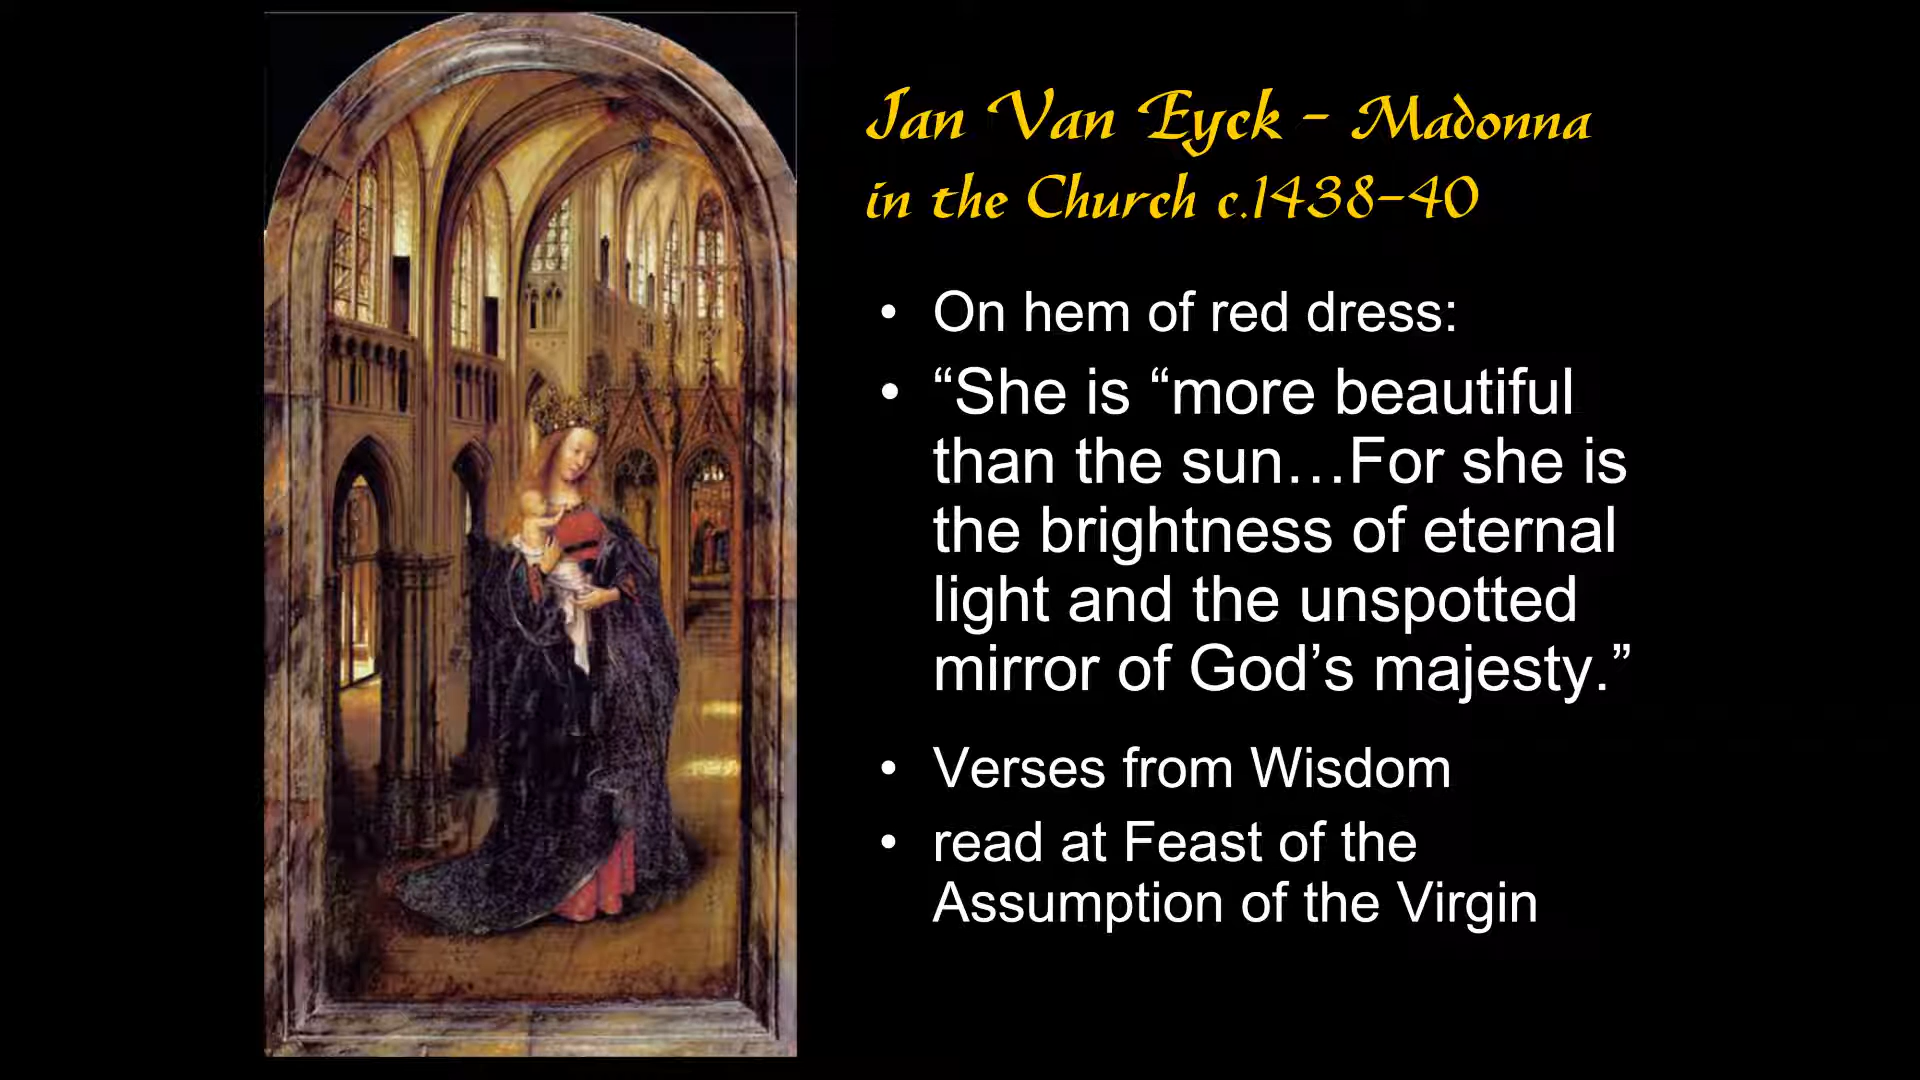 Jan Van Eyck - Madonna
in the Church c.1438-40
• On hem of red dress:
• “She is “more beautiful
than the sun…For she is
the brightness of eternal
light and the unspotted
mirror of God’s majesty.”
• Verses from Wisdom
• read at Feast of the
Assumption of the Virgin